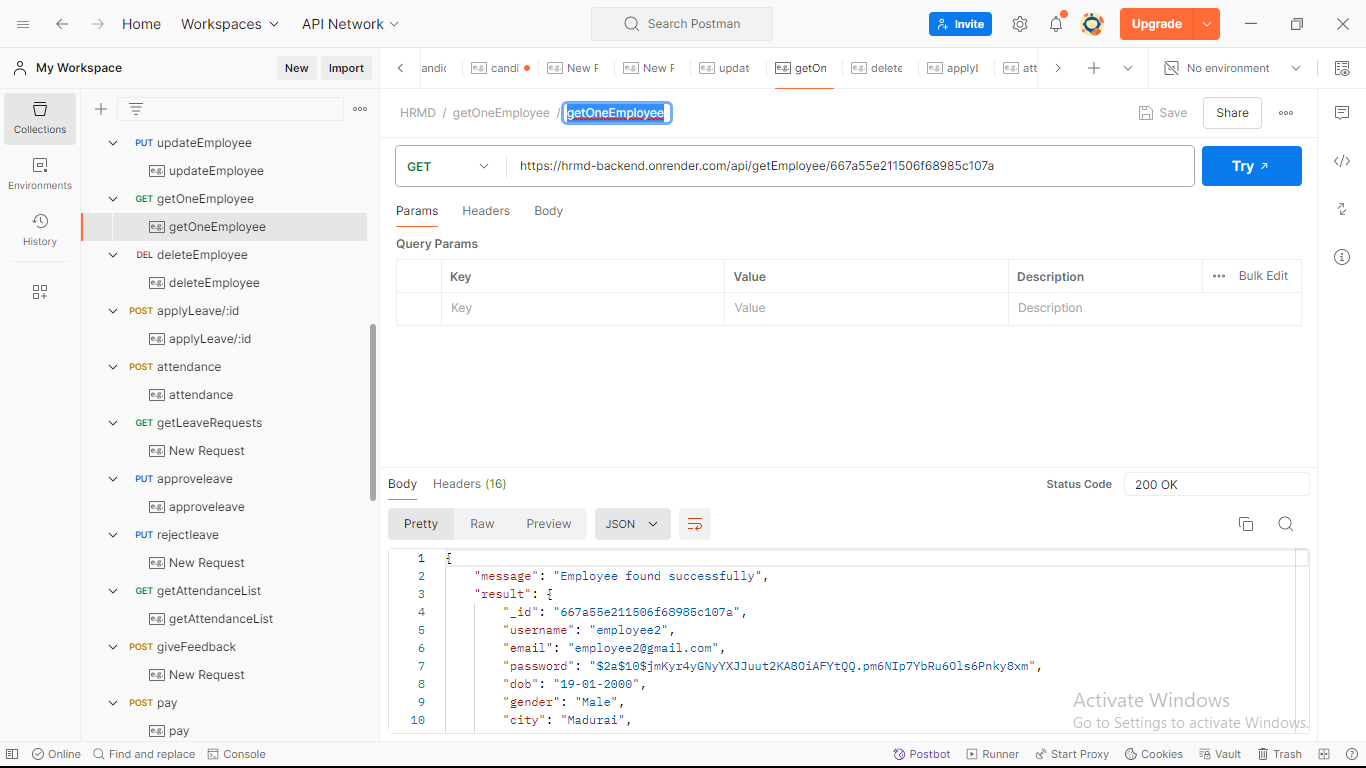 Home Workspaces API Network Search Postman Invite Upgrade
My Workspace New Import
andic candi New F New F updat getOn delete applyl att No environment
Collections
Environments
History
PUT updateEmployee
e.g. updateEmployee
GET getOneEmployee
e.g. getOneEmployee
DEL deleteEmployee
e.g. deleteEmployee
POST applyLeave/:id
e.g. applyLeave/:id
POST attendance
e.g. attendance
GET getLeaveRequests
e.g. New Request
PUT approveleave
e.g. approveleave
PUT rejectleave
e.g. New Request
GET getAttendanceList
e.g. getAttendanceList
POST giveFeedback
e.g. New Request
POST pay
e.g. pay
HRMD / getOneEmployee / getOneEmployee Save Share
GET https://hrmd-backend.onrender.com/api/getEmployee/667a55e211506f68985c107a Try
Params Headers Body
Query Params
Key Value Description Bulk Edit
Key Value Description
Body Headers (16) Status Code 200 OK
Pretty Raw Preview JSON
1 {
2 "message": "Employee found successfully",
3 "result": {
4 "_id": "667a55e211506f68985c107a",
5 "username": "employee2",
6 "email": "employee2@gmail.com",
7 "password": "$2a$10$jmKyr4yGNyYXJJuut2KA8OiAFYtQQ.pm6NIp7YbRu6Ols6Pnky8xm",
8 "dob": "19-01-2000",
9 "gender": "Male",
10 "city": "Madurai",
Activate Windows
Go to Settings to activate Windows.
Online Find and replace Console Postbot Runner Start Proxy Cookies Vault Trash